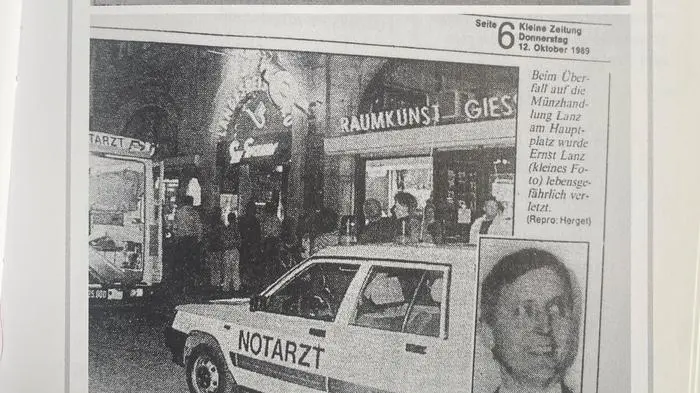 Seite 6 Kleine Zeitung
Donnerstag
12. Oktober 1989
Beim Über-
fall auf die
Münzhand-
lung Lanz
am Haupt-
platz wurde
Ernst Lanz
(kleines Fo-
to) lebensge-
fährlich ver-
letzt.
(Repro: Herget)
RAUMKUNST GIES
ARZT
NOTARZT